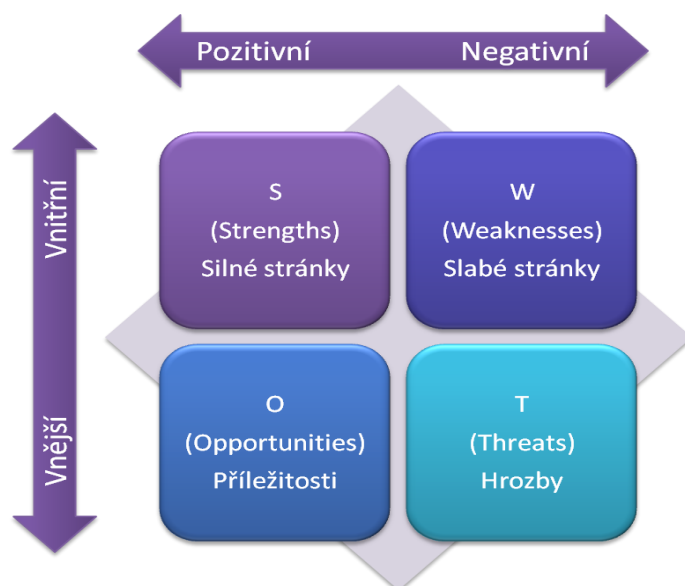 Pozitivní
Negativní
Vnitřní
S
(Strengths)
Silné stránky
W
(Weaknesses)
Slabé stránky
Vnější
O
(Opportunities)
Příležitosti
T
(Threats)
Hrozby